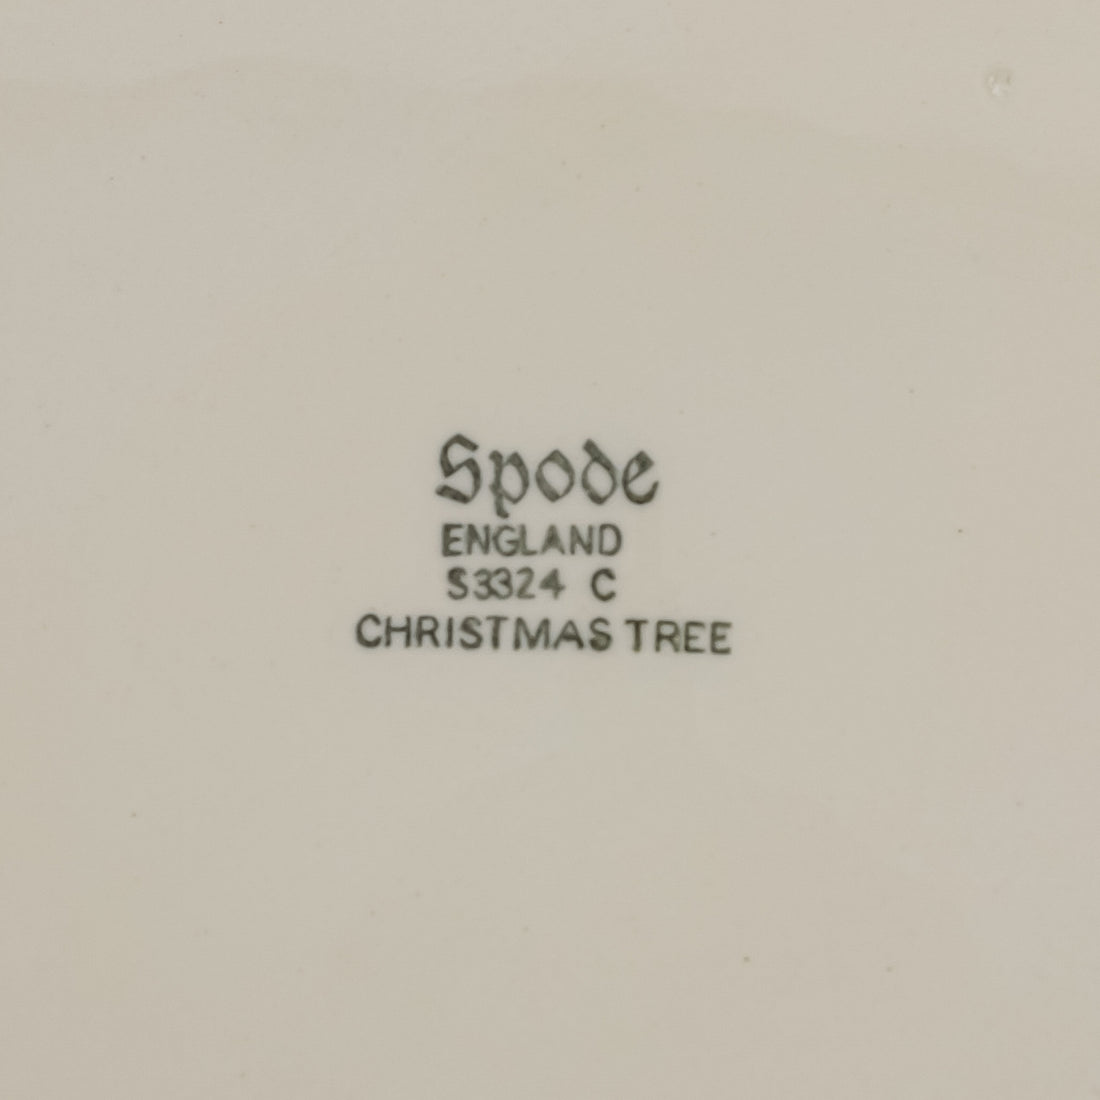 Spode
ENGLAND
S3324 C
CHRISTMAS TREE